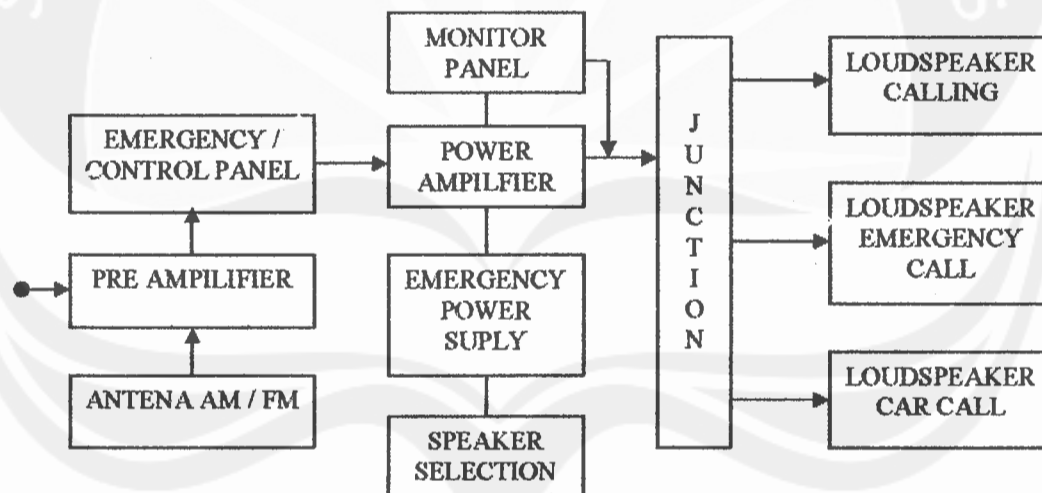 MONITOR
PANEL
EMERGENCY /
CONTROL PANEL
POWER
AMPILFIER
PRE AMPILIFIER
EMERGENCY
POWER
SUPLY
ANTENA AM / FM
SPEAKER
SELECTION
J
U
N
C
T
I
O
N
LOUDSPEAKER
CALLING
LOUDSPEAKER
EMERGENCY
CALL
LOUDSPEAKER
CAR CALL